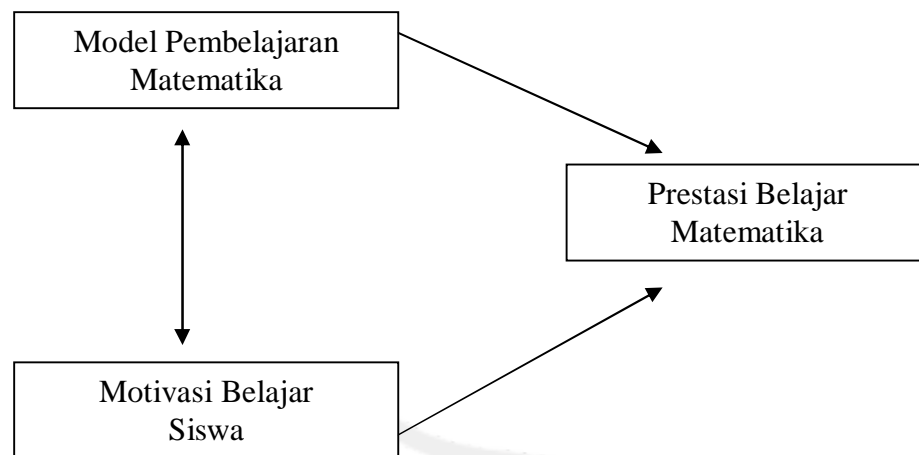 Model Pembelajaran
Matematika
Prestasi Belajar
Matematika
Motivasi Belajar
Siswa